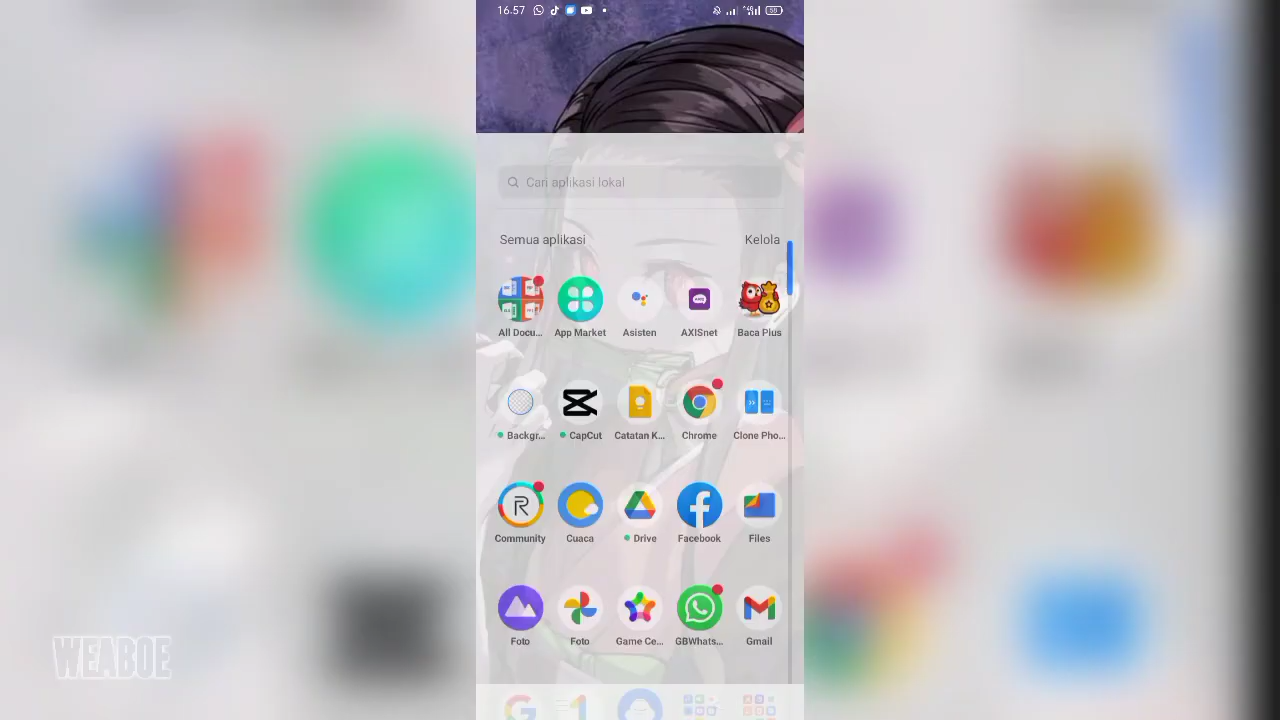 16.57
55
Cari aplikasi lokal
Semua aplikasi Kelola
All Docu... App Market Asisten AXISnet Baca Plus
Backgr... CapCut Catatan K... Chrome Clone Pho...
Community Cuaca Drive Facebook Files
Foto Foto Game Ce... GBWhats... Gmail
WEABOE